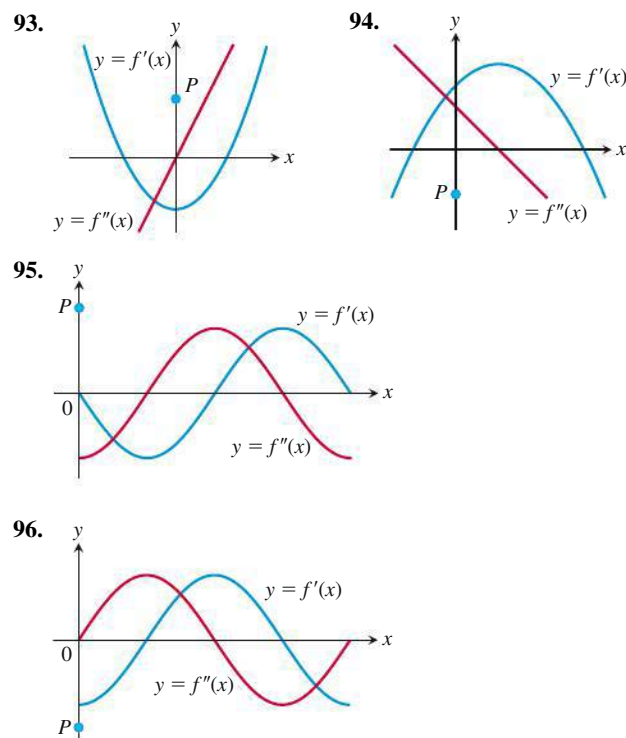 93.
y
y = f′(x)
P
x
y = f″(x)
94.
y
y = f′(x)
x
P
y = f″(x)
95.
y
P
y = f′(x)
x
0
y = f″(x)
96.
y
y = f′(x)
x
0
y = f″(x)
P